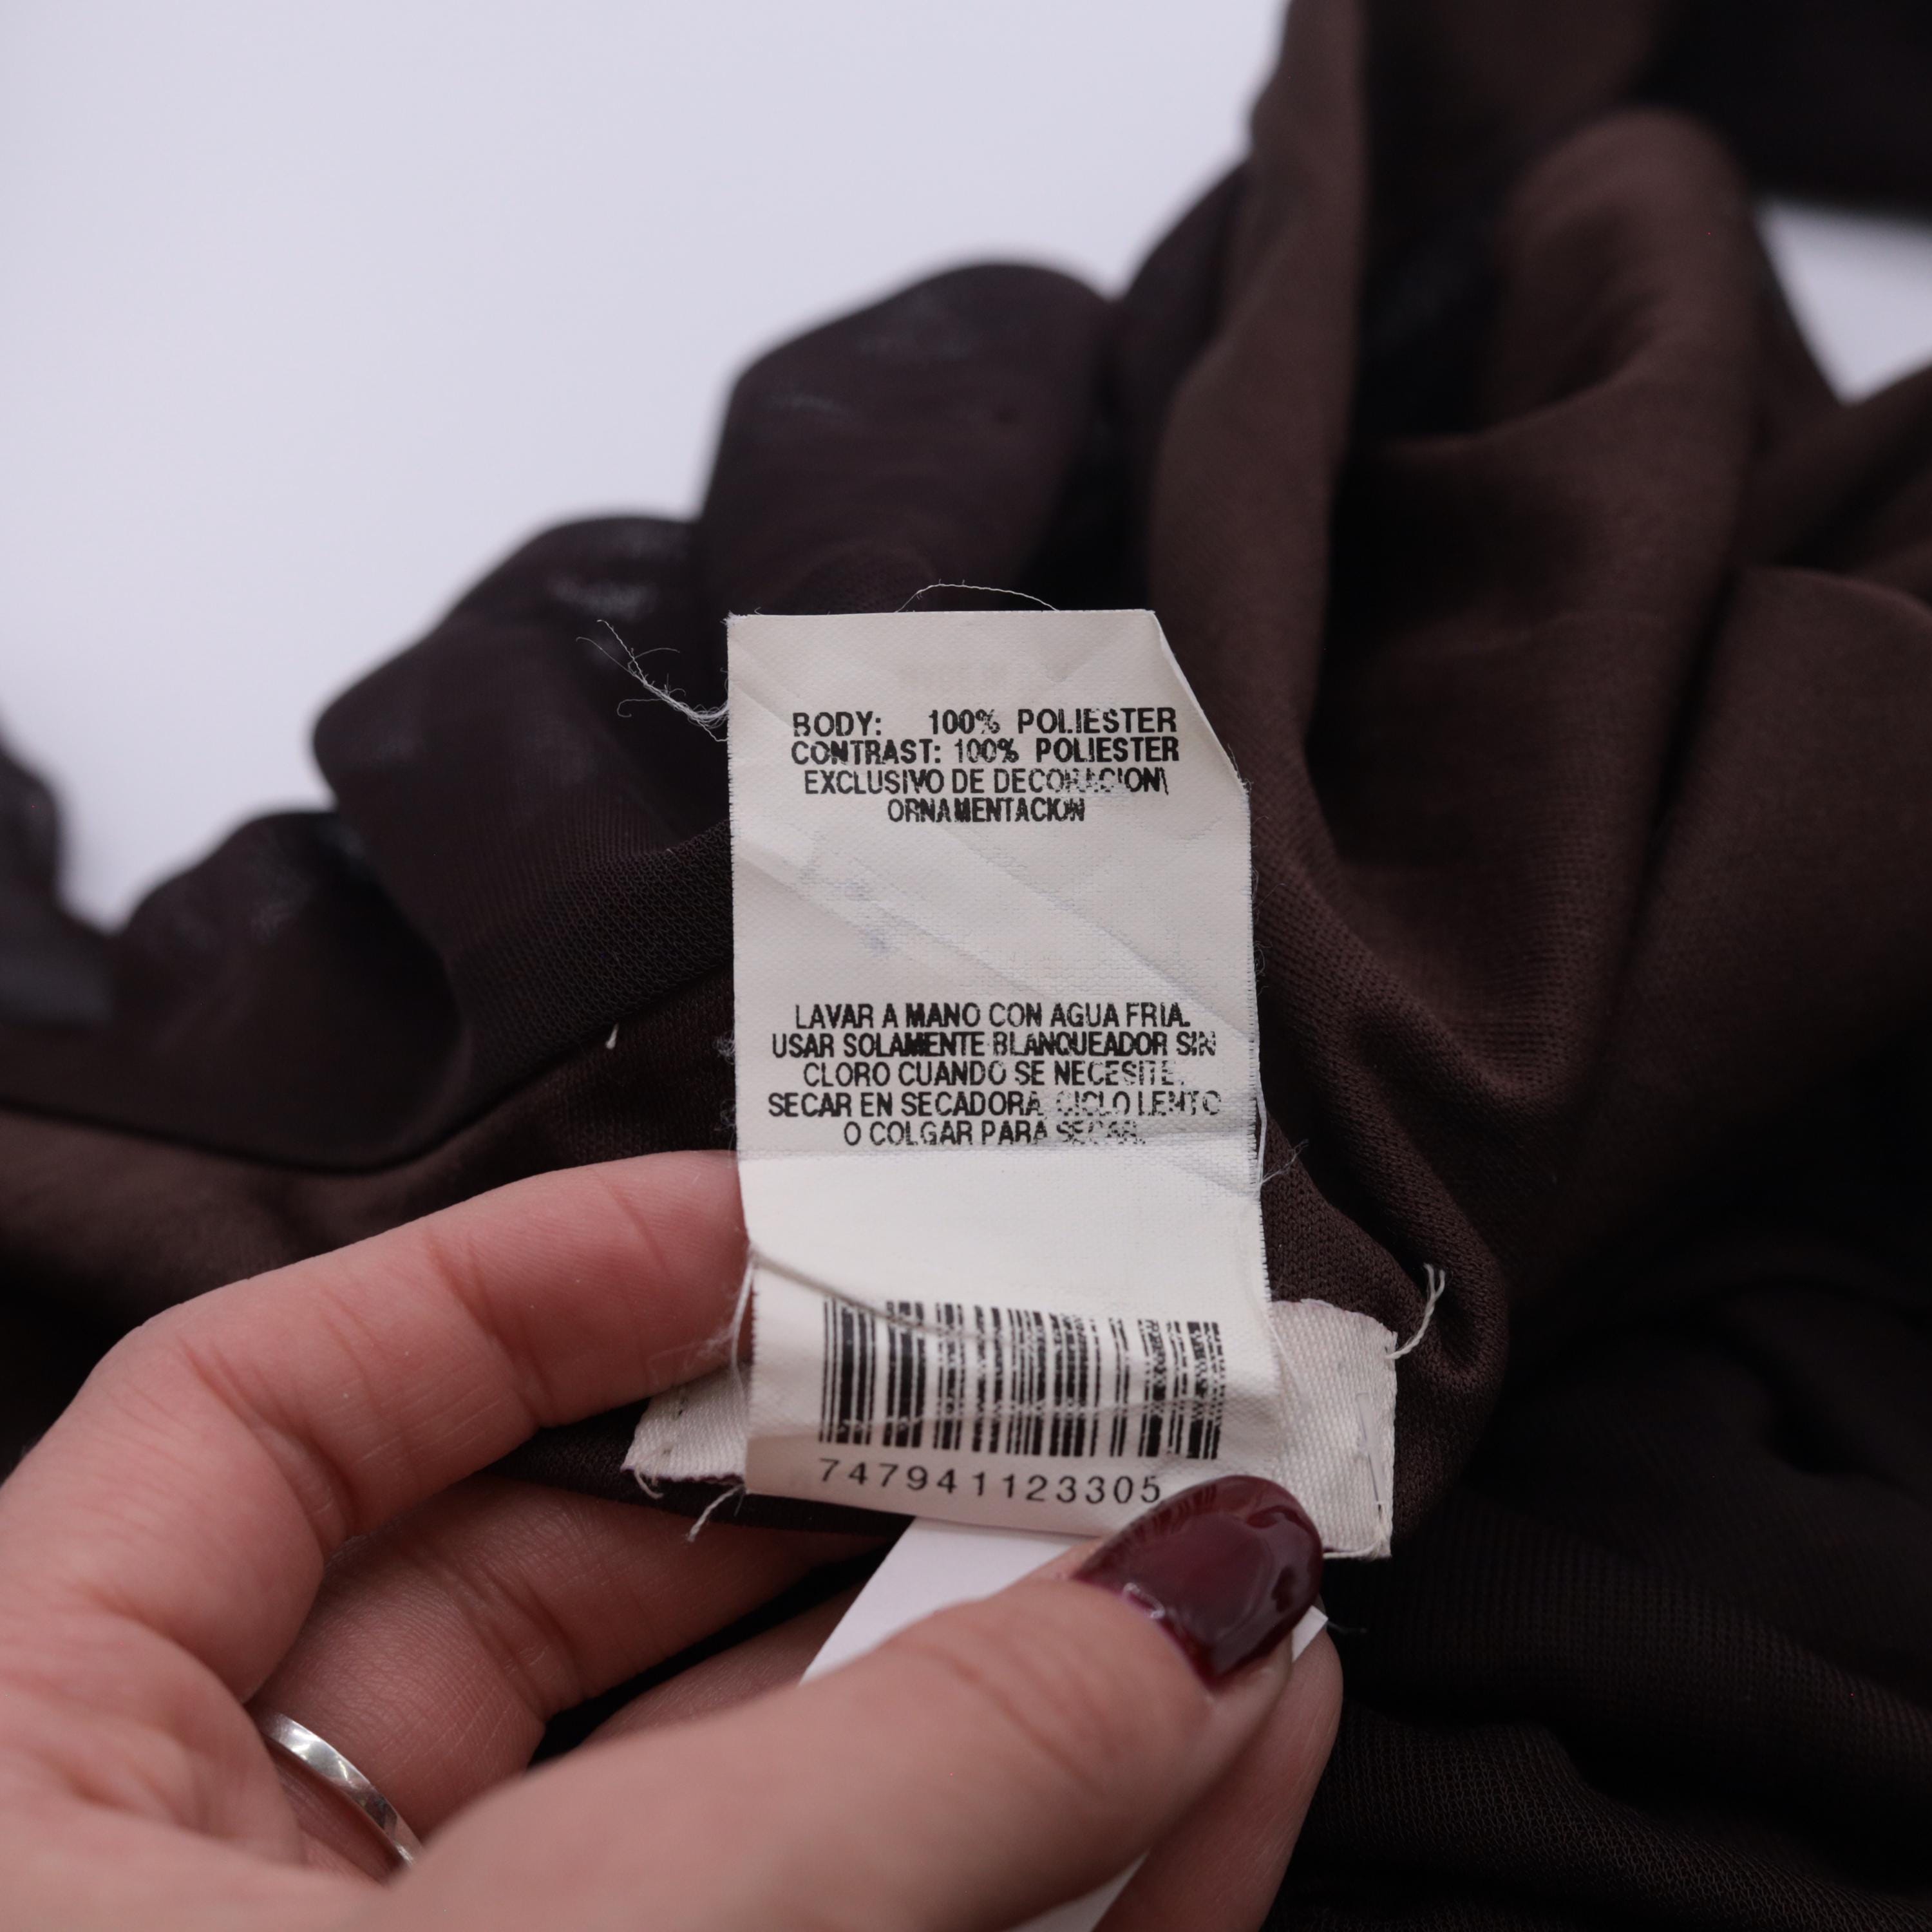 BODY: 100% POLIESTER
CONTRAST: 100% POLIESTER
EXCLUSIVO DE DECORACION\
ORNAMENTACION
LAVAR A MANO CON AGUA FRIA.
USAR SOLAMENTE BLANQUEADOR SIN
CLORO CUANDO SE NECESITE.
SECAR EN SECADORA, CICLO LENTO
O COLGAR PARA SECAR.
747941123305